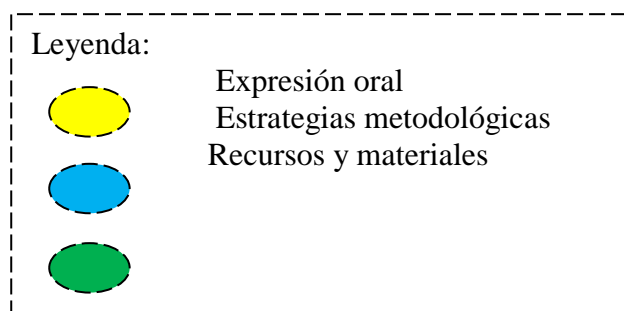 Leyenda:
Expresión oral
Estrategias metodológicas
Recursos y materiales